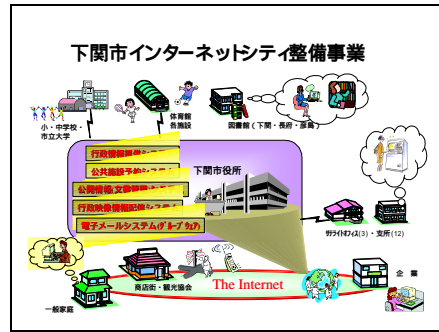 下関市インターネットシティ整備事業
小・中学校・
市立大学
体育館
各施設
図書館(下関・長府・彦島)
行政情報提供システム
下関市役所
公共施設予約システム
公開情報(文書管理)システム
行政映像情報配信システム
電子メールシステム(グループウェア)
サテライトオフィス(3)・支所(12)
企 業
商店街・観光協会
The Internet
一般家庭